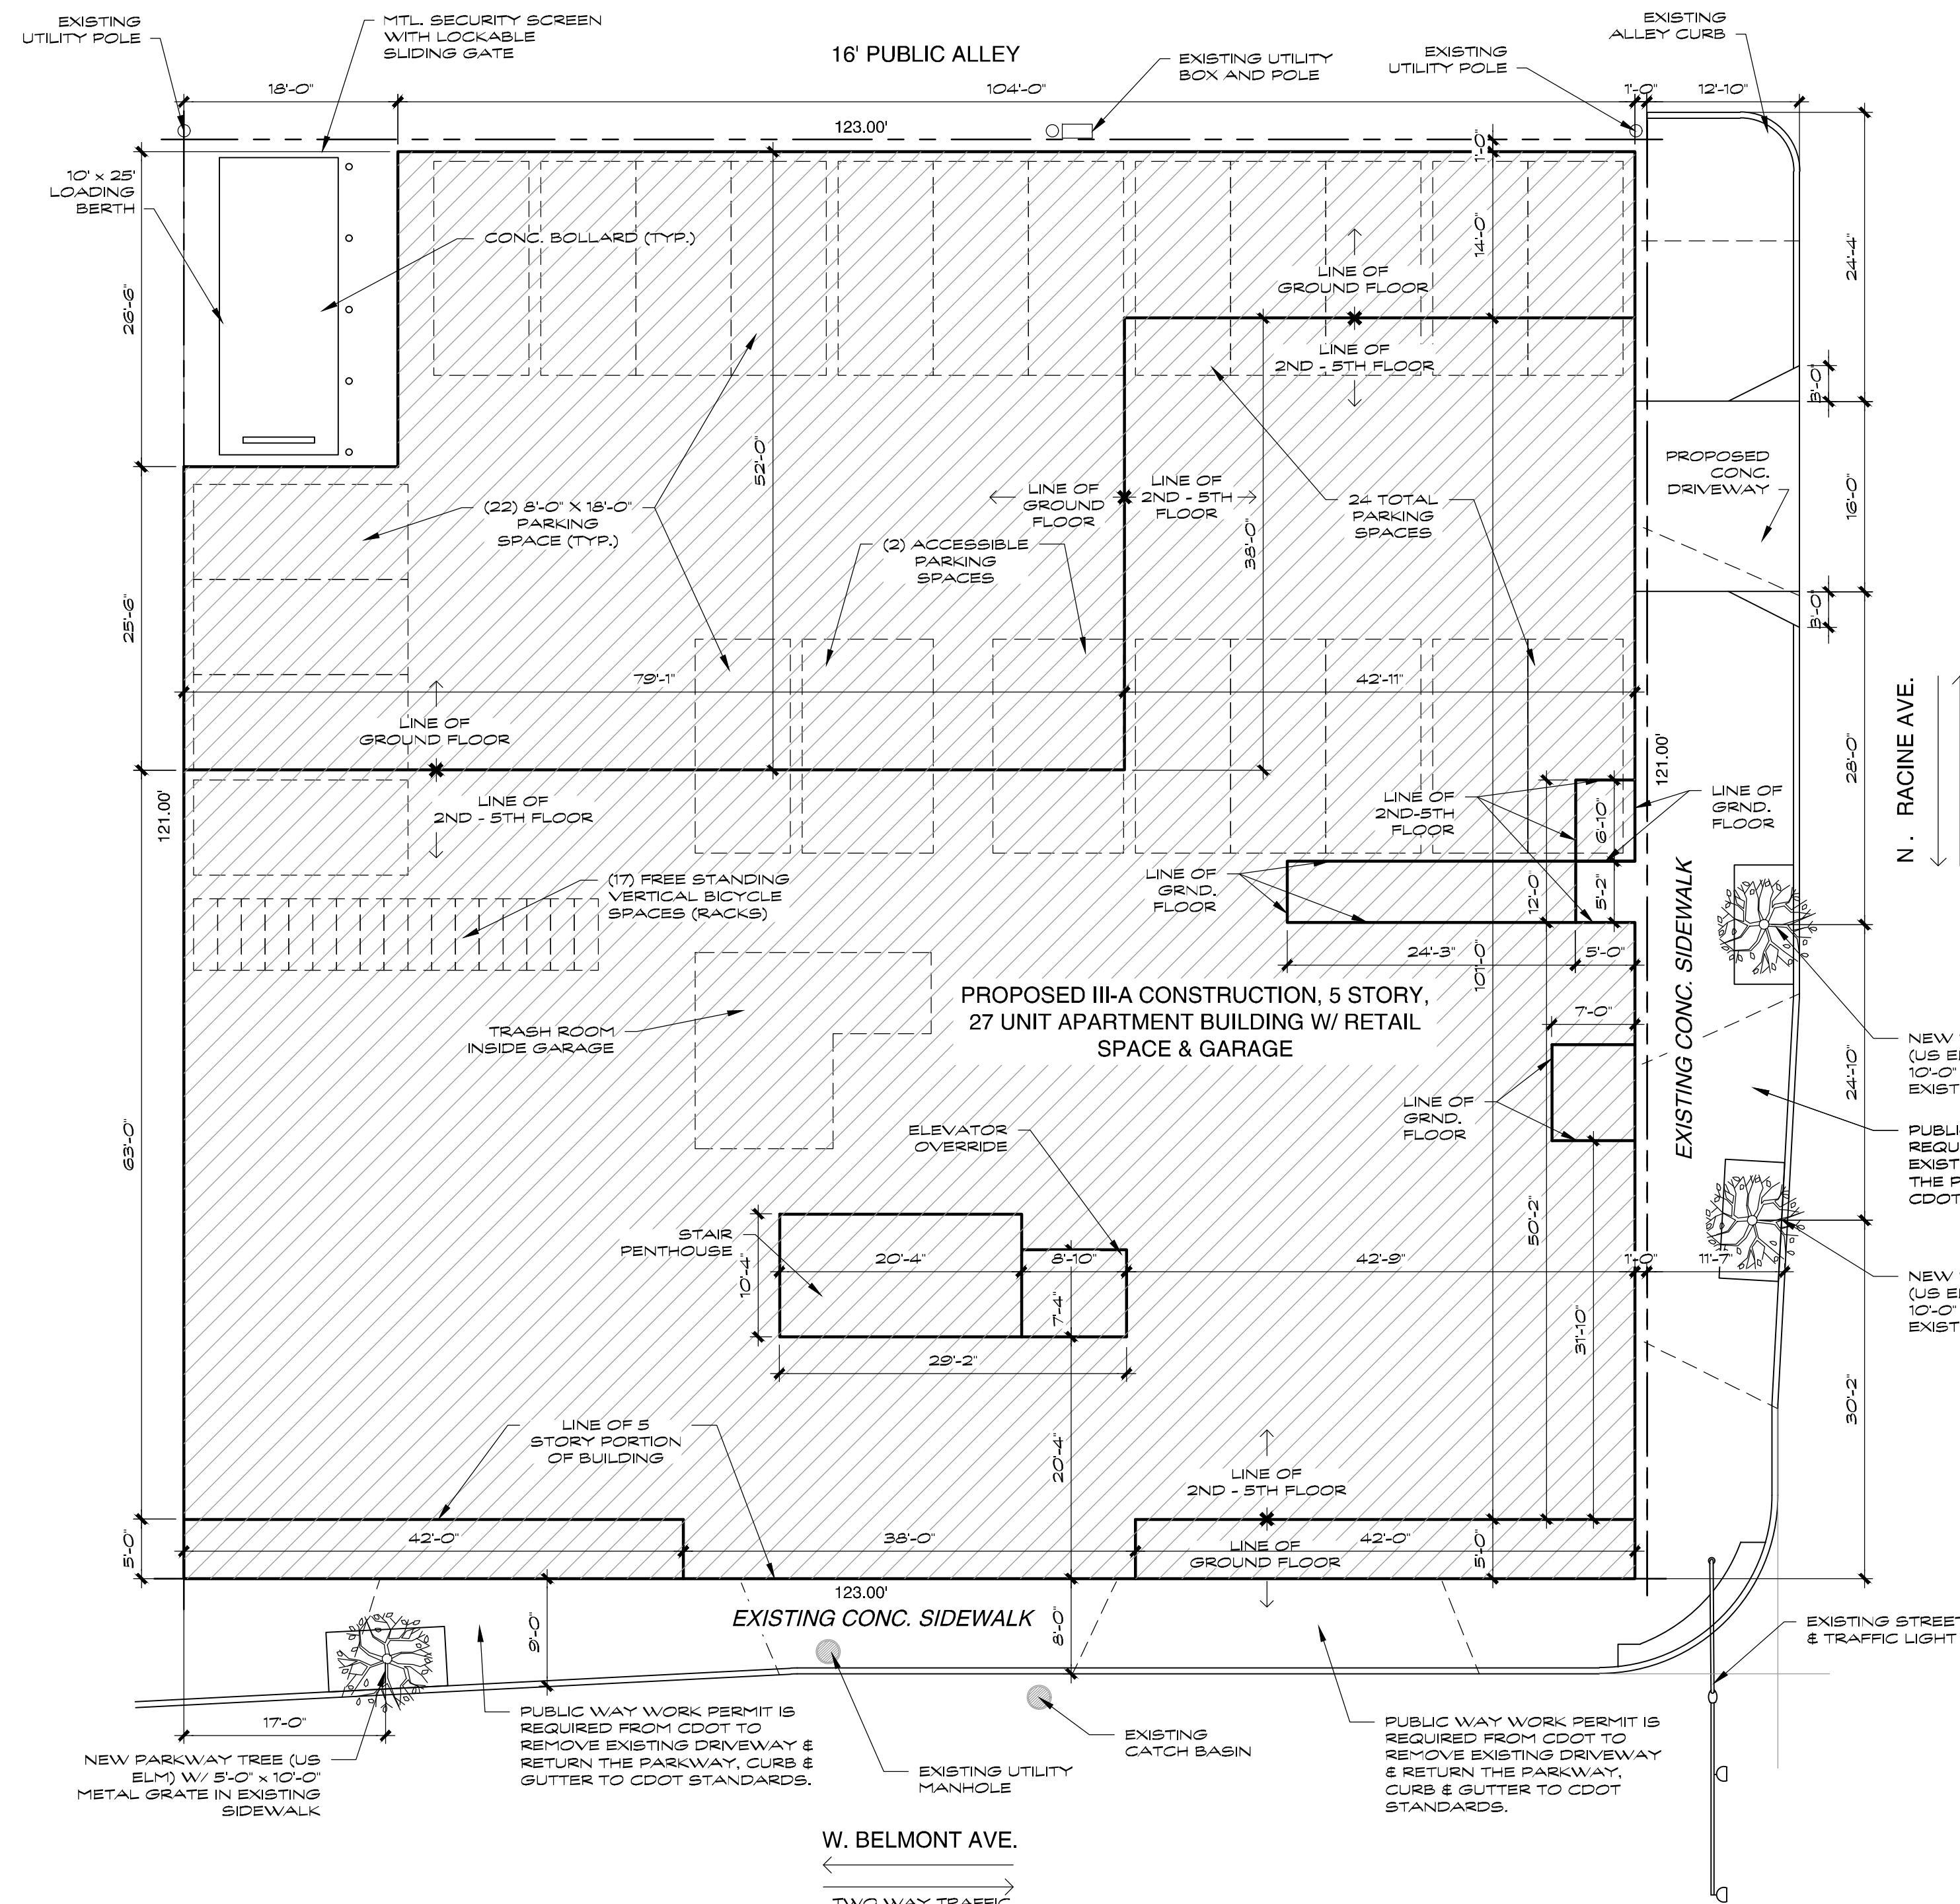 EXISTING
UTILITY POLE
MTL. SECURITY SCREEN
WITH LOCKABLE
SLIDING GATE
16' PUBLIC ALLEY
EXISTING UTILITY
BOX AND POLE
EXISTING
UTILITY POLE
EXISTING
ALLEY CURB
18'-0"
104'-0"
1'-0"
12'-10"
123.00'
1'-0"
10' x 25'
LOADING
BERTH
CONC. BOLLARD (TYP.)
14'-0"
24'-4"
LINE OF
GROUND FLOOR
LINE OF
2ND - 5TH FLOOR
26'-6"
3'-0"
52'-0"
PROPOSED
CONC.
DRIVEWAY
16'-0"
(22) 8'-0" X 18'-0"
PARKING
SPACE (TYP.)
LINE OF
GROUND
FLOOR
LINE OF
2ND - 5TH
FLOOR
24 TOTAL
PARKING
SPACES
38'-0"
(2) ACCESSIBLE
PARKING
SPACES
25'-6"
3'-0"
79'-1"
42'-11"
LINE OF
GROUND FLOOR
N. RACINE AVE.
28'-0"
121.00'
121.00'
LINE OF
2ND - 5TH FLOOR
LINE OF
2ND-5TH
FLOOR
6'-10"
LINE OF
GRND.
FLOOR
(17) FREE STANDING
VERTICAL BICYCLE
SPACES (RACKS)
LINE OF
GRND.
FLOOR
12'-0"
5'-2"
24'-3"
5'-0"
101'-0"
EXISTING CONC. SIDEWALK
PROPOSED III-A CONSTRUCTION, 5 STORY,
27 UNIT APARTMENT BUILDING W/ RETAIL
SPACE & GARAGE
7'-0"
TRASH ROOM
INSIDE GARAGE
NEW
(US E
10'-0"
EXIST
24'-10"
LINE OF
GRND.
FLOOR
63'-0"
ELEVATOR
OVERRIDE
PUBLI
REQU
EXIST
THE P
CDOT
STAIR
PENTHOUSE
50'-2"
10'-4"
20'-4"
8'-10"
42'-9"
1'-0"
11'-7"
7'-4"
NEW
(US E
10'-0"
EXIST
31'-10"
29'-2"
30'-2"
LINE OF 5
STORY PORTION
OF BUILDING
20'-4"
LINE OF
2ND - 5TH FLOOR
5'-0"
42'-0"
38'-0"
42'-0"
LINE OF
GROUND FLOOR
5'-0"
123.00'
EXISTING CONC. SIDEWALK
9'-0"
8'-0"
EXISTING STREET
& TRAFFIC LIGHT
17'-0"
NEW PARKWAY TREE (US
ELM) W/ 5'-0" x 10'-0"
METAL GRATE IN EXISTING
SIDEWALK
PUBLIC WAY WORK PERMIT IS
REQUIRED FROM CDOT TO
REMOVE EXISTING DRIVEWAY &
RETURN THE PARKWAY, CURB &
GUTTER TO CDOT STANDARDS.
EXISTING UTILITY
MANHOLE
EXISTING
CATCH BASIN
PUBLIC WAY WORK PERMIT IS
REQUIRED FROM CDOT TO
REMOVE EXISTING DRIVEWAY
& RETURN THE PARKWAY,
CURB & GUTTER TO CDOT
STANDARDS.
W. BELMONT AVE.
TWO WAY TRAFFIC